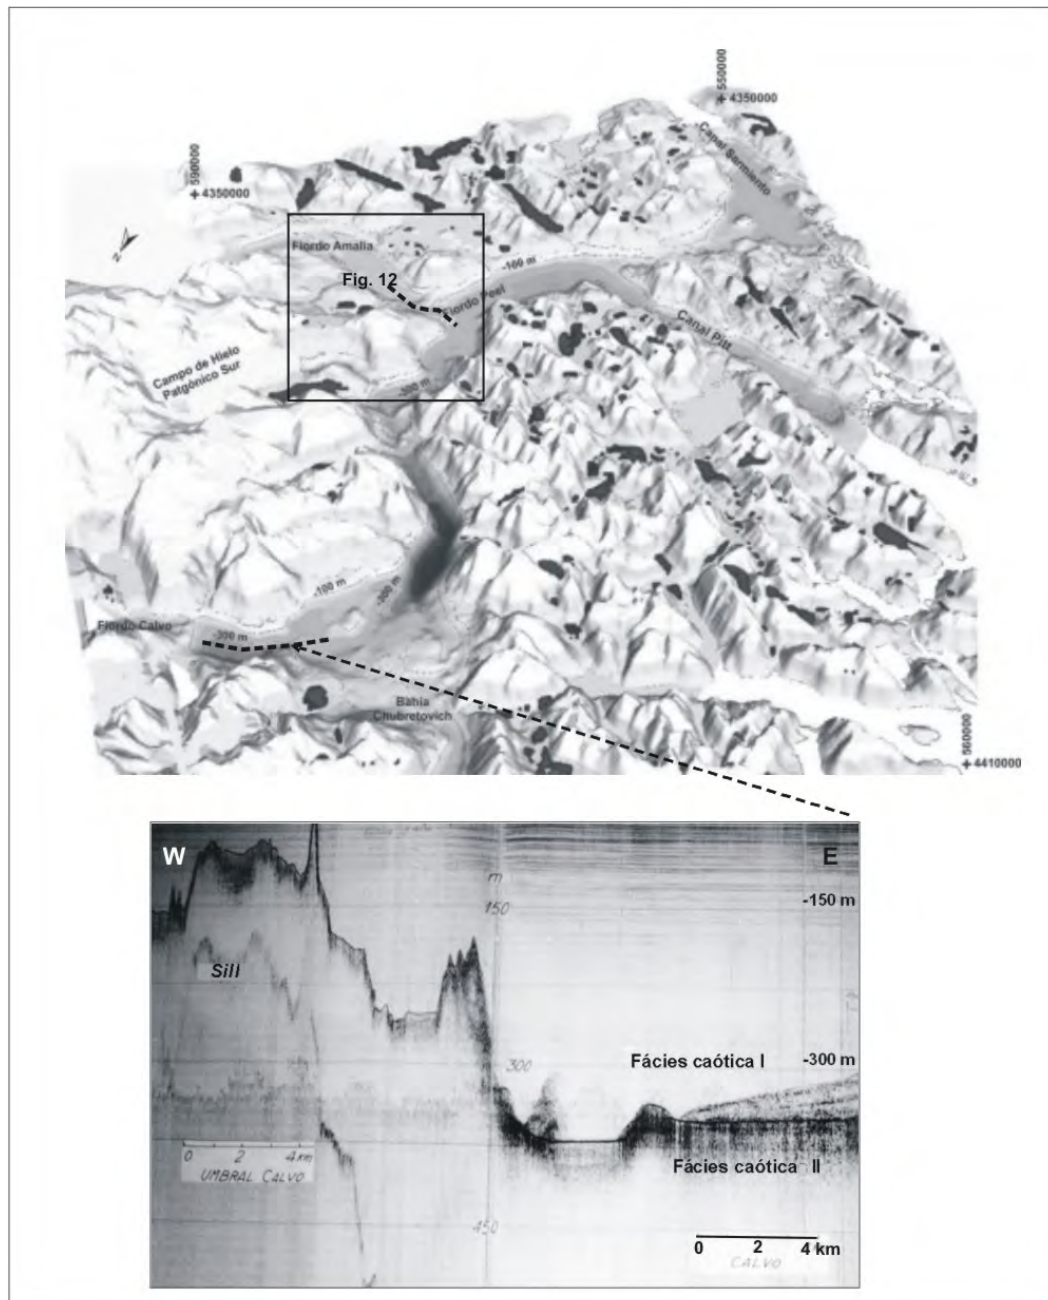 550000
+ 4350000
590000
+ 4350000
Canal Sarmiento
N
Fiordo Amalia
-100 m
Fig. 12
Fiordo Peel
Canal Pitt
Campo de Hielo
Patgónico Sur
-300 m
-100 m
-300 m
Fiordo Calvo
-300 m
Bahia
Chubretovich
560000
+ 4410000
W
E
m
150
-150 m
Sill
300
Fácies caótica I
-300 m
0 2 4 km
UMBRAL CALVO
Fácies caótica II
450
0 2 4 km
CALVO